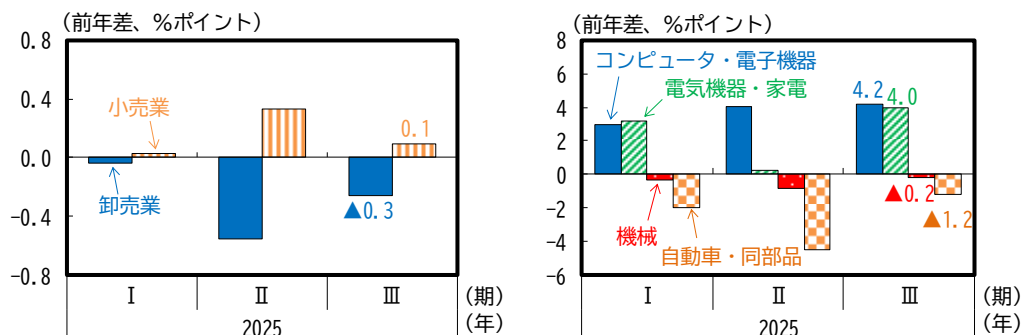 (前年差、%ポイント)
0.8
0.4
0.0
-0.4
-0.8
小売業
卸売業
0.1
▲0.3
Ⅰ Ⅱ Ⅲ (期)
2025 (年)
(前年差、%ポイント)
8
6
4
2
0
-2
-4
-6
コンピュータ・電子機器
電気機器・家電
4.2 4.0
機械
自動車・同部品
▲0.2
▲1.2
Ⅰ Ⅱ Ⅲ (期)
2025 (年)